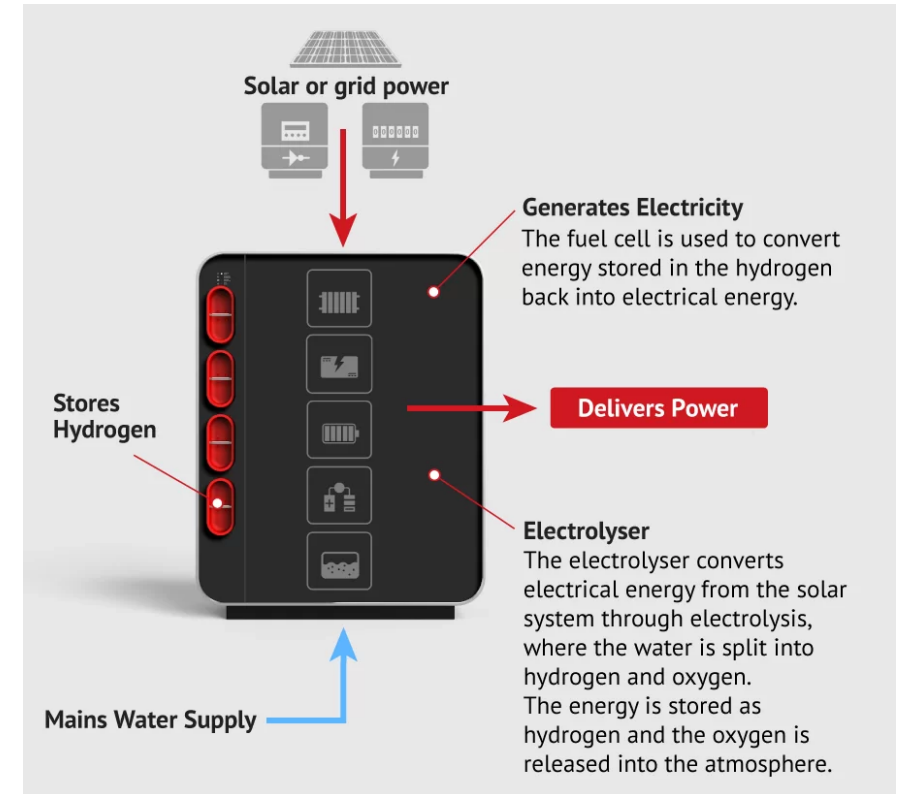 Solar or grid power
000000
Generates Electricity
The fuel cell is used to convert
energy stored in the hydrogen
back into electrical energy.
Stores
Hydrogen
Delivers Power
Electrolyser
The electrolyser converts
electrical energy from the solar
system through electrolysis,
where the water is split into
hydrogen and oxygen.
The energy is stored as
hydrogen and the oxygen is
released into the atmosphere.
Mains Water Supply